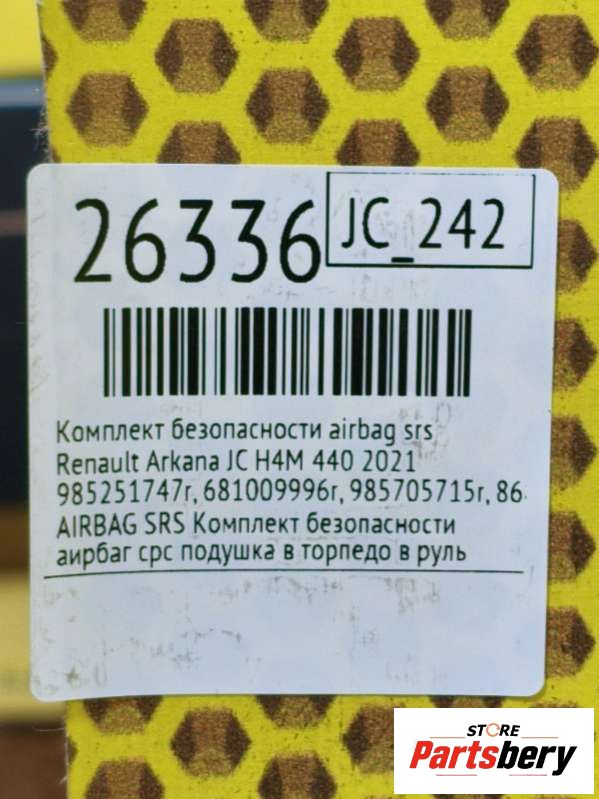 26336
JC_242
Комплект безопасности airbag srs
Renault Arkana JC H4M 440 2021
985251747r, 681009996r, 985705715r, 86
AIRBAG SRS Комплект безопасности
аирбаг срс подушка в торпедо в руль
STORE
Partsbery